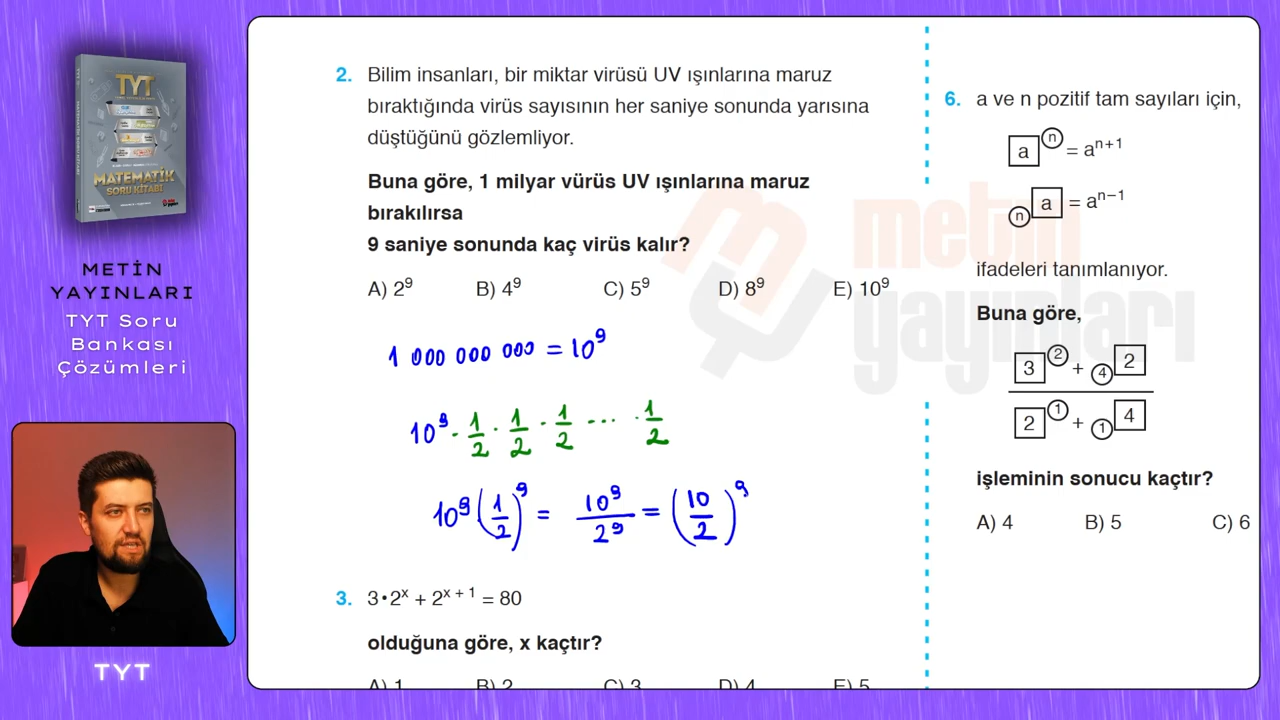 TYT
MATEMATİK
SORU KİTABI
METİN
YAYINLARI
TYT Soru
Bankası
Çözümleri
TYT
2. Bilim insanları, bir miktar virüsü UV ışınlarına maruz
bıraktığında virüs sayısının her saniye sonunda yarısına
düştüğünü gözlemliyor.
Buna göre, 1 milyar vürüs UV ışınlarına maruz
bırakılırsa
9 saniye sonunda kaç virüs kalır?
A) 2⁹ B) 4⁹ C) 5⁹ D) 8⁹ E) 10⁹
1 000 000 000 = 10⁹
10⁹ · 1/2 · 1/2 · 1/2 ... · 1/2
10⁹ · (1/2)⁹ = 10⁹/2⁹ = (10/2)⁹
3. 3•2ˣ + 2ˣ ⁺ ¹ = 80
olduğuna göre, x kaçtır?
A) 1 B) 2 C) 3 D) 4 E) 5
metin
yayınları
6. a ve n pozitif tam sayıları için,
a n = aⁿ⁺¹
n a = aⁿ⁻¹
ifadeleri tanımlanıyor.
Buna göre,
3 2 + 4 2
2 1 + 1 4
işleminin sonucu kaçtır?
A) 4 B) 5 C) 6